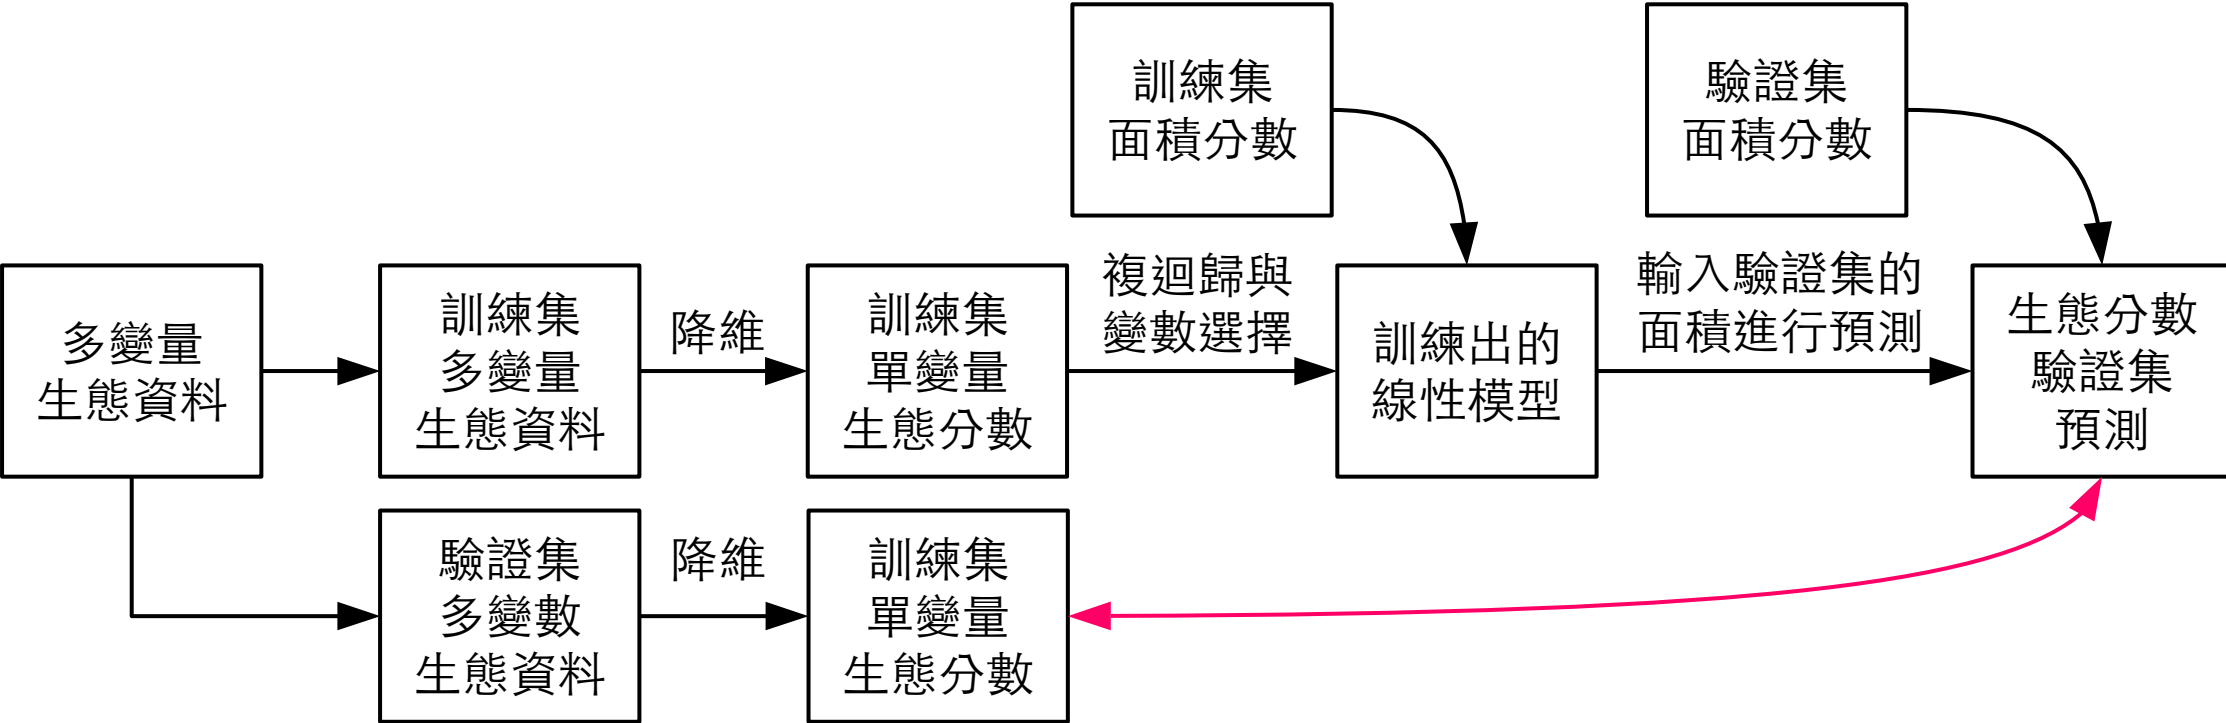 訓練集
面積分數
驗證集
面積分數
多變量
生態資料
訓練集
多變量
生態資料
降維
訓練集
單變量
生態分數
複迴歸與
變數選擇
訓練出的
線性模型
輸入驗證集的
面積進行預測
生態分數
驗證集
預測
驗證集
多變數
生態資料
降維
訓練集
單變量
生態分數